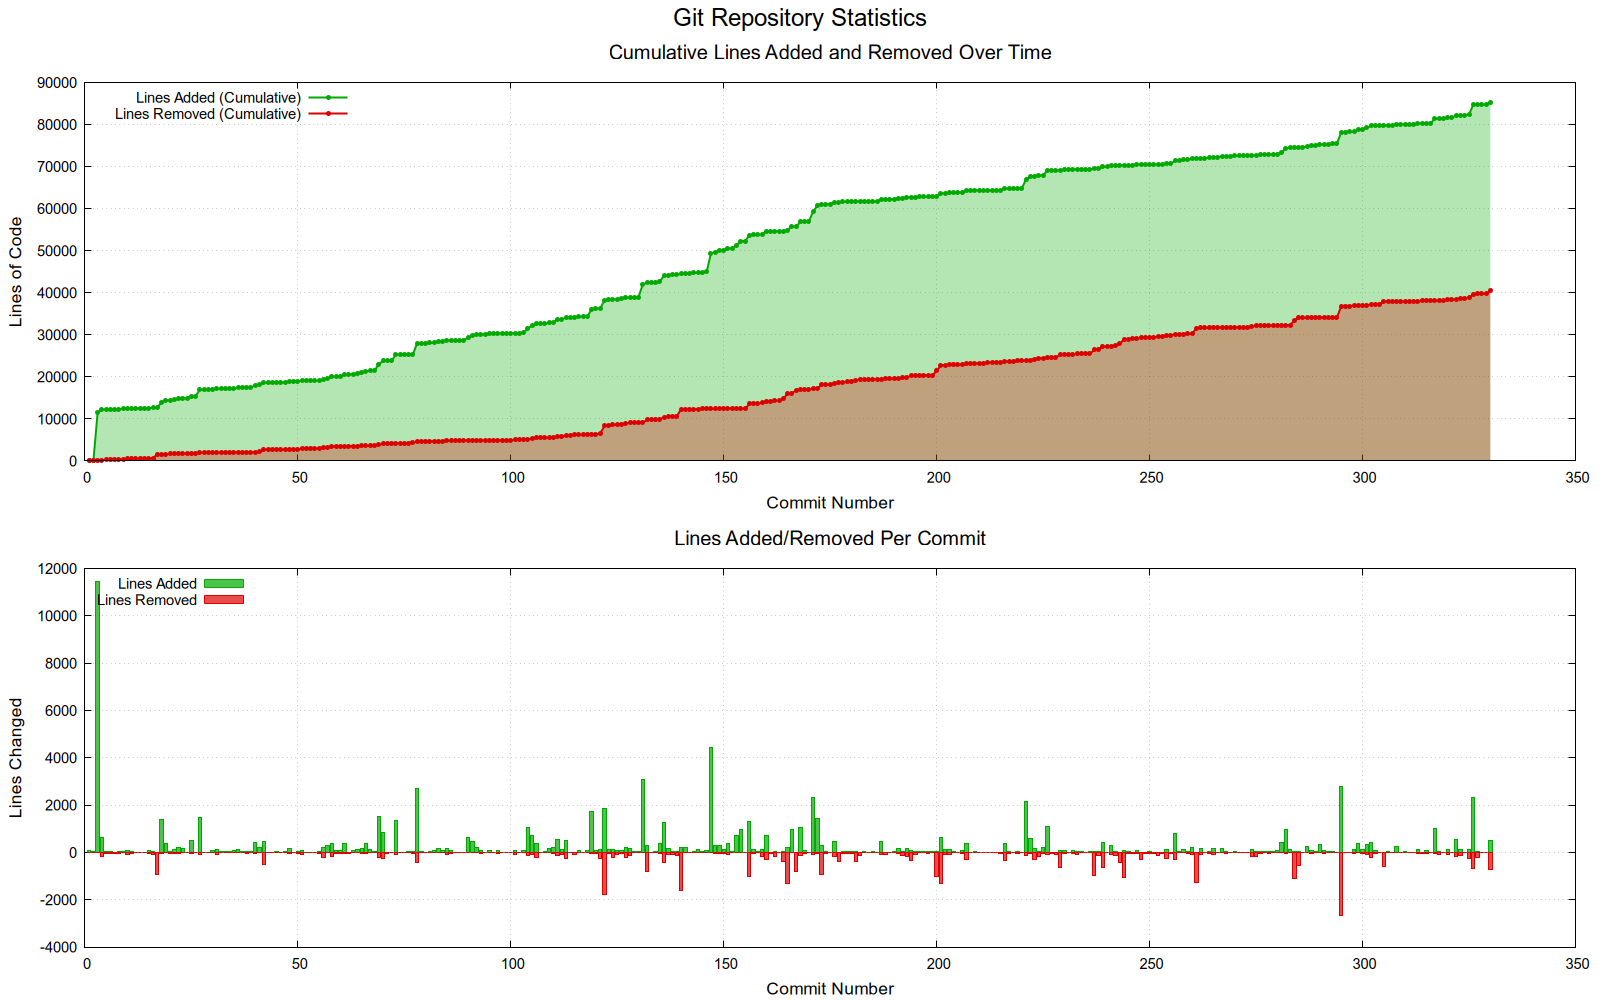 Git Repository Statistics
Cumulative Lines Added and Removed Over Time
90000
80000
70000
60000
50000
40000
30000
20000
10000
0
Lines of Code
Lines Added (Cumulative)
Lines Removed (Cumulative)
0 50 100 150 200 250 300 350
Commit Number
Lines Added/Removed Per Commit
12000
10000
8000
6000
4000
2000
0
-2000
-4000
Lines Changed
Lines Added
Lines Removed
0 50 100 150 200 250 300 350
Commit Number